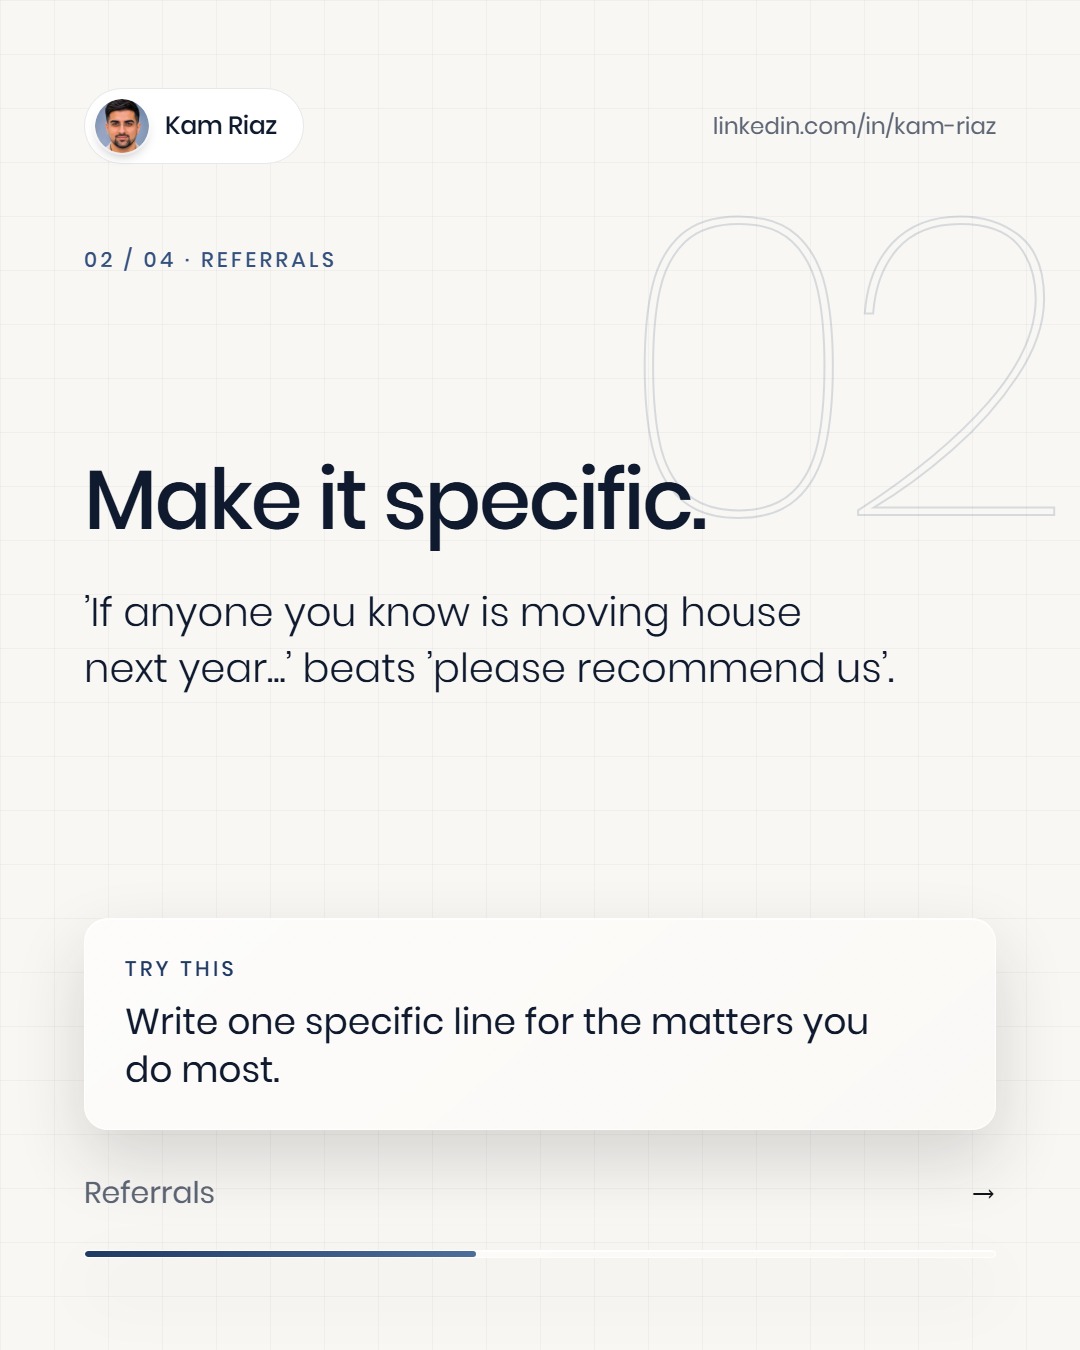 Kam Riaz
linkedin.com/in/kam-riaz
02 / 04 · REFERRALS
02
Make it specific.
’If anyone you know is moving house
next year...’ beats ’please recommend us’.
TRY THIS
Write one specific line for the matters you
do most.
Referrals
→